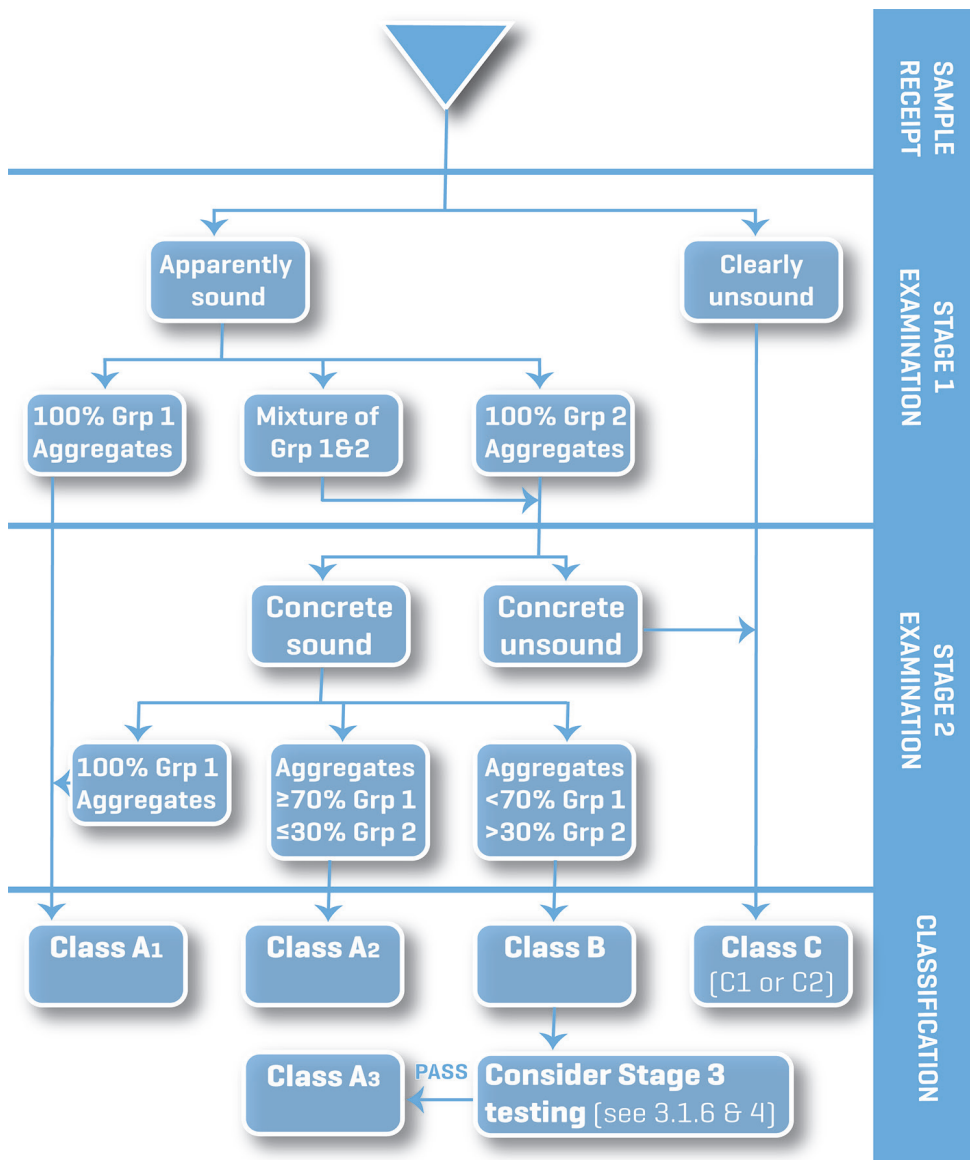 SAMPLE
RECEIPT
Apparently
sound
Clearly
unsound
STAGE 1
EXAMINATION
100% Grp 1
Aggregates
Mixture of
Grp 1&2
100% Grp 2
Aggregates
Concrete
sound
Concrete
unsound
STAGE 2
EXAMINATION
100% Grp 1
Aggregates
Aggregates
≥70% Grp 1
≤30% Grp 2
Aggregates
<70% Grp 1
>30% Grp 2
Class A1
Class A2
Class B
Class C
(C1 or C2)
CLASSIFICATION
Class A3
PASS
Consider Stage 3
testing (see 3.1.6 & 4)